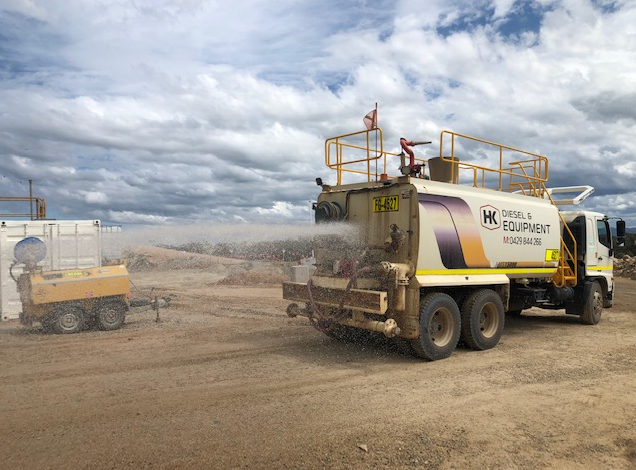 HK
DIESEL &
EQUIPMENT
M:0429 844 266